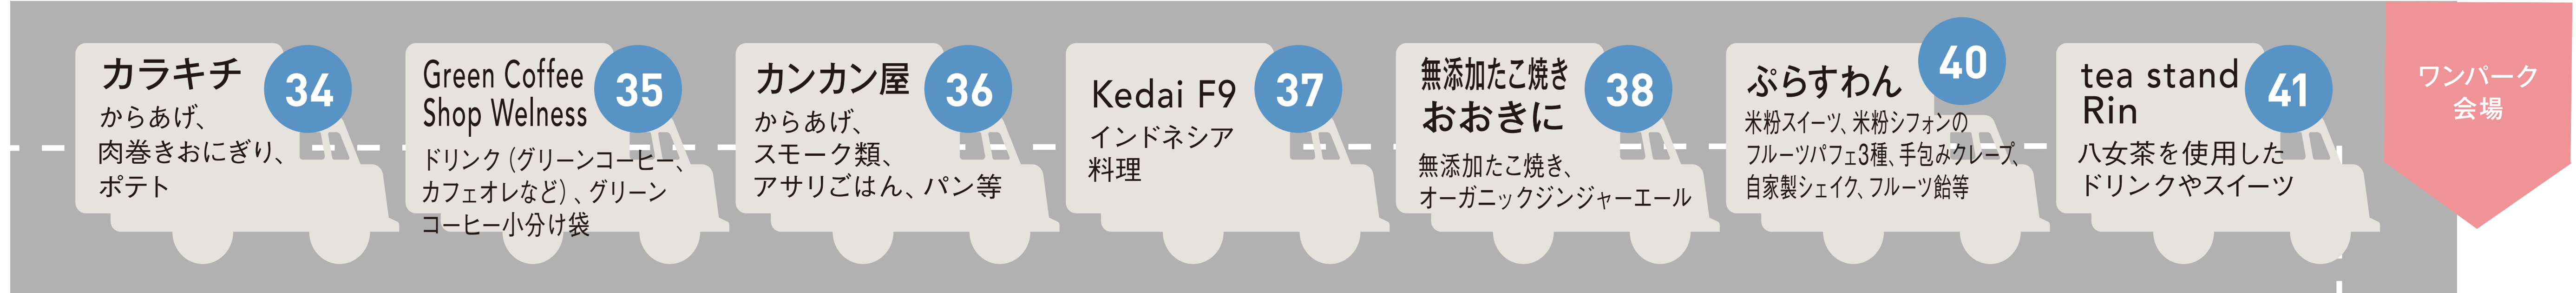 カラキチ
34
からあげ、
肉巻きおにぎり、
ポテト
Green Coffee
Shop Welness
35
ドリンク（グリーンコーヒー、
カフェオレなど）、グリーン
コーヒー小分け袋
カンカン屋
36
からあげ、
スモーク類、
アサリごはん、パン等
Kedai F9
37
インドネシア
料理
無添加たこ焼き
おおきに
38
無添加たこ焼き、
オーガニックジンジャーエール
ぷらすわん
40
米粉スイーツ、米粉シフォンの
フルーツパフェ3種、手包みクレープ、
自家製シェイク、フルーツ飴等
tea stand
Rin
41
八女茶を使用した
ドリンクやスイーツ
ワンパーク
会場